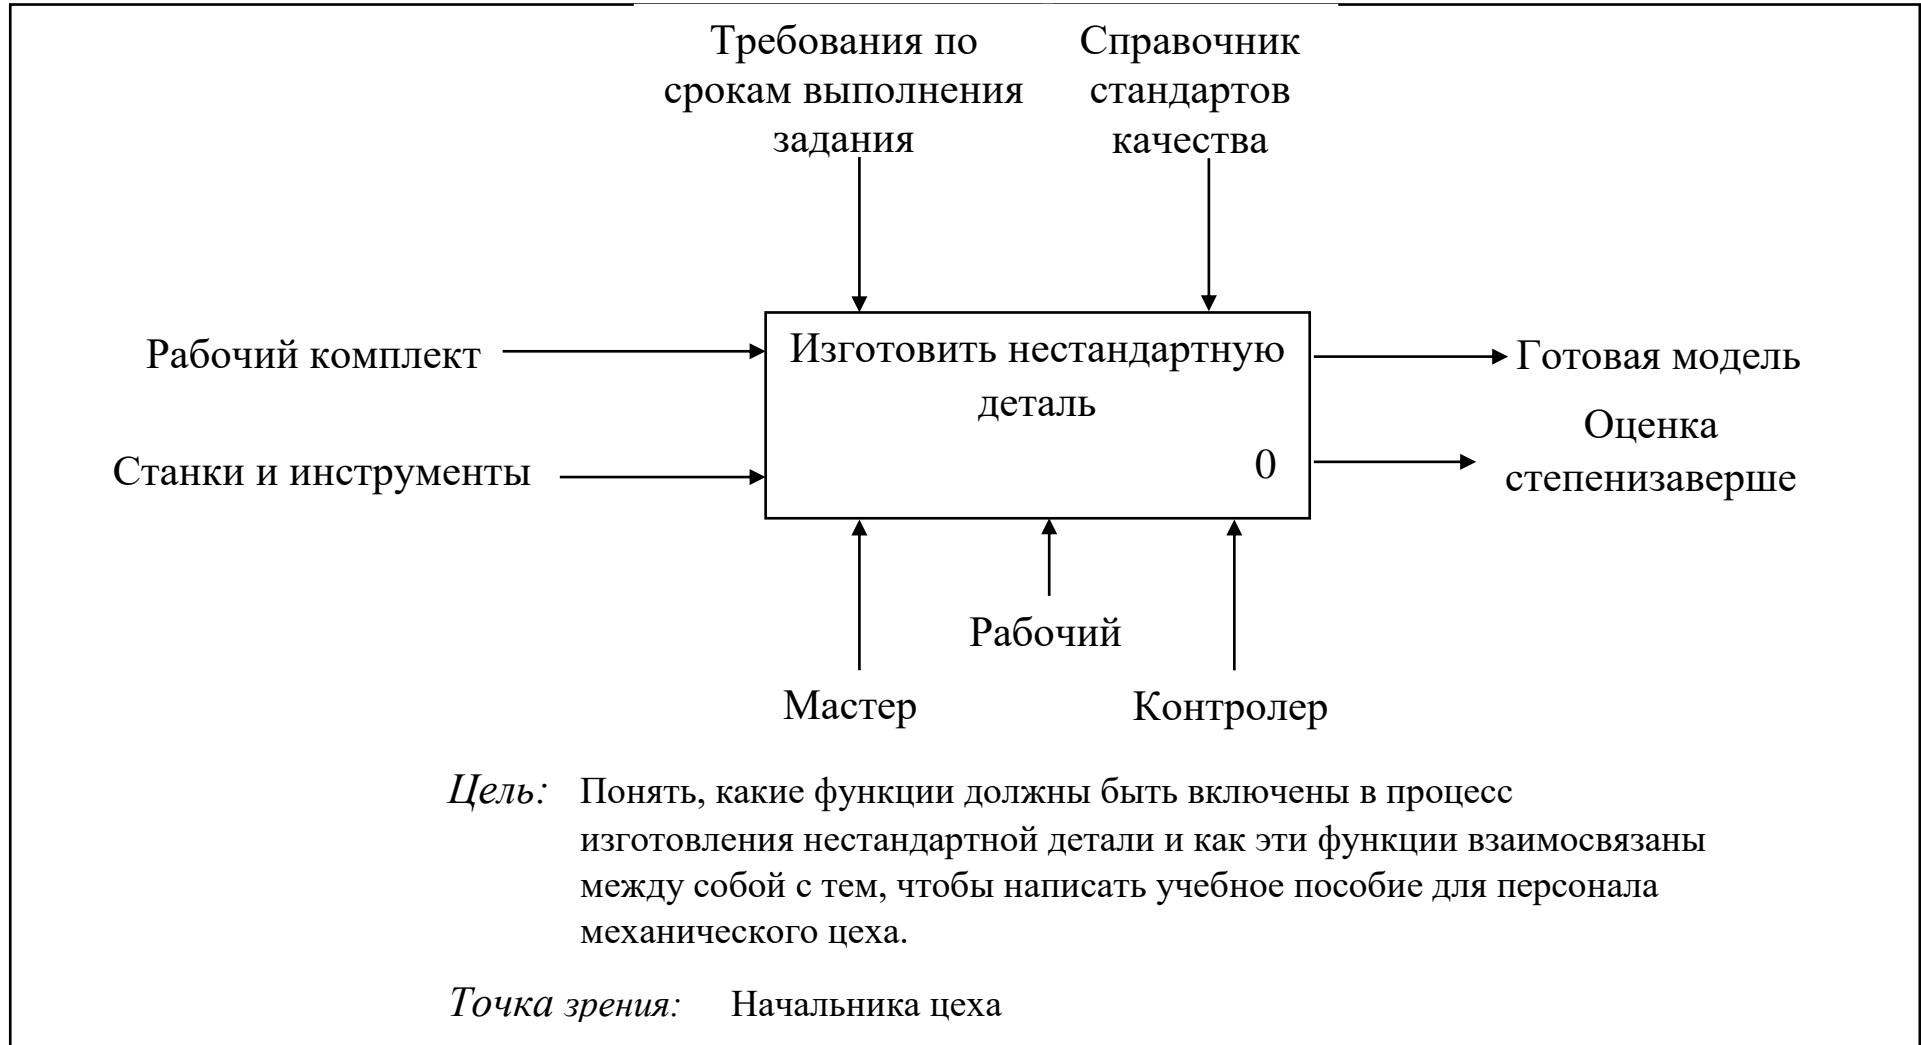 Требования по
срокам выполнения
задания
Справочник
стандартов
качества
Рабочий комплект
Станки и инструменты
Изготовить нестандартную
деталь
0
Готовая модель
Оценка
степенизаверше
Рабочий
Мастер
Контролер
Цель: Понять, какие функции должны быть включены в процесс
изготовления нестандартной детали и как эти функции взаимосвязаны
между собой с тем, чтобы написать учебное пособие для персонала
механического цеха.
Точка зрения: Начальника цеха